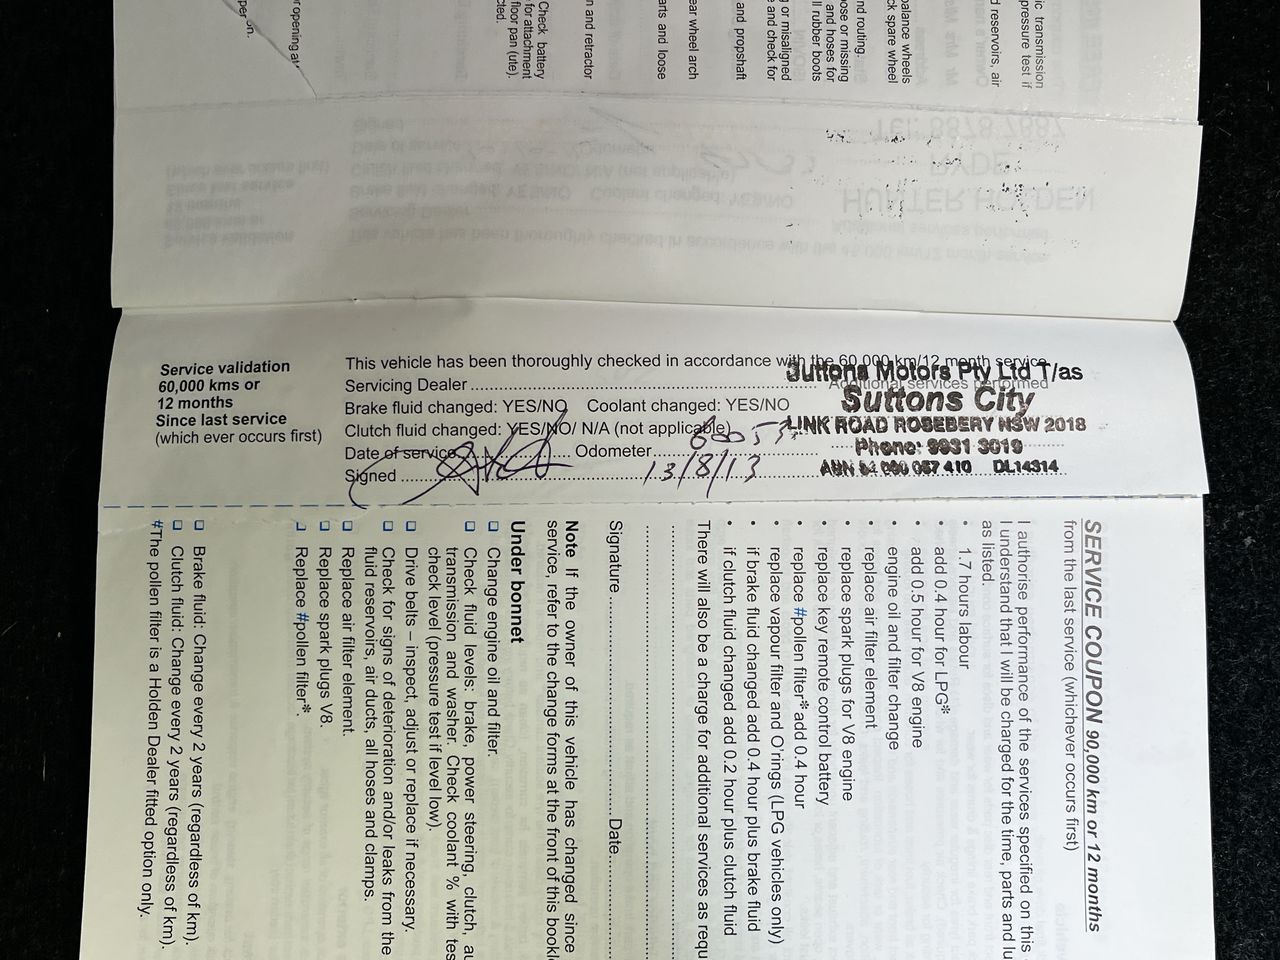 ic transmission
pressure test if
d reservoirs, air
balance wheels
ck spare wheel
nd routing.
ose or missing
and hoses for
ll rubber boots
g or misaligned
e and check for
and propshaft
ear wheel arch
arts and loose
n and retractor
Check battery
for attachment
floor pan (ute).
cted.
Service validation
60,000 kms or
12 months
Since last service
(which ever occurs first)
This vehicle has been thoroughly checked in accordance with the 60,000 km/12 month service
Servicing Dealer
Additional services performed
Brake fluid changed: YES/NO Coolant changed: YES/NO
Clutch fluid changed: YES/NO/ N/A (not applicable)
Date of service Odometer
Signed 13/8/13
Suttons Motors Pty Ltd T/as
Suttons City
LINK ROAD ROSEBERY NSW 2018
Phone: 9931 3019
ABN 54 000 057 410 DL14314
SERVICE COUPON 90,000 km or 12 months
from the last service (whichever occurs first)
I authorise performance of the services specified on this
I understand that I will be charged for the time, parts and lu
as listed.
• 1.7 hours labour
• add 0.4 hour for LPG*
• add 0.5 hour for V8 engine
• engine oil and filter change
• replace air filter element
• replace spark plugs for V8 engine
• replace key remote control battery
• replace #pollen filter* add 0.4 hour
• replace vapour filter and O'rings (LPG vehicles only)
• if brake fluid changed add 0.4 hour plus brake fluid
• if clutch fluid changed add 0.2 hour plus clutch fluid
There will also be a charge for additional services as requ
Signature Date
Note If the owner of this vehicle has changed since
service, refer to the change forms at the front of this bookl
Under bonnet
Change engine oil and filter.
Check fluid levels: brake, power steering, clutch, au
transmission and washer. Check coolant % with tes
check level (pressure test if level low).
Drive belts – inspect, adjust or replace if necessary.
Check for signs of deterioration and/or leaks from the
fluid reservoirs, air ducts, all hoses and clamps.
Replace air filter element.
Replace spark plugs V8.
Replace #pollen filter*.
Brake fluid: Change every 2 years (regardless of km).
Clutch fluid: Change every 2 years (regardless of km).
#The pollen filter is a Holden Dealer fitted option only.